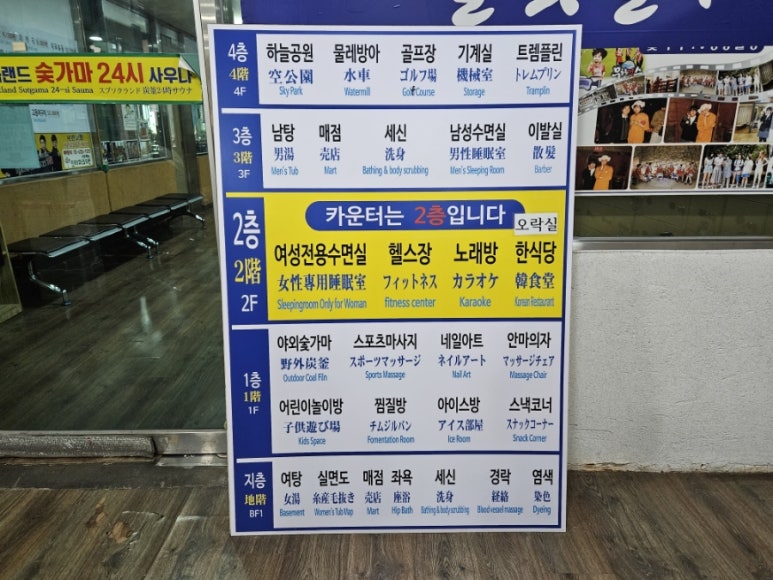 랜드 숯가마 24시 사우나
land Sutgama 24-si Sauna スプッグランド 炭釜24時サウナ
4층 하늘공원 물레방아 골프장 기계실 트렘플린
4階 空公園 水車 ゴルフ場 機械室 トレムプリン
4F Sky Park Watermill Golf Course Storage Tramplin
3층 남탕 매점 세신 남성수면실 이발실
3階 男湯 売店 洗身 男性睡眠室 散髮
3F Men's Tub Mart Bathing & body scrubbing Men's Sleeping Room Barber
카운터는 2층입니다 오락실
2층 여성전용수면실 헬스장 노래방 한식당
2階 女性專用睡眠室 フィットネス カラオケ 韓食堂
2F Sleepingroom Only for Woman fitness center Karaoke Korean Restaurant
야외숯가마 스포츠마사지 네일아트 안마의자
野外炭釜 スポーツマッサージ ネイルアート マッサージチェア
Outdoor Coal Filn Sports Massage Nail Art Massage Chair
1층
1階
1F
어린이놀이방 찜질방 아이스방 스낵코너
子供遊び場 チムジルバン アイス部屋 スナックコーナー
Kids Space Fomentation Room Ice Room Snack Corner
지층 여탕 실면도 매점 좌욕 세신 경락 염색
地階 女湯 糸産毛抜き 売店 座浴 洗身 経絡 染色
BF1 Basement Women's Tub Map Mart Hip Bath Bathing & body scrubbing Blood vessel massage Dyeing